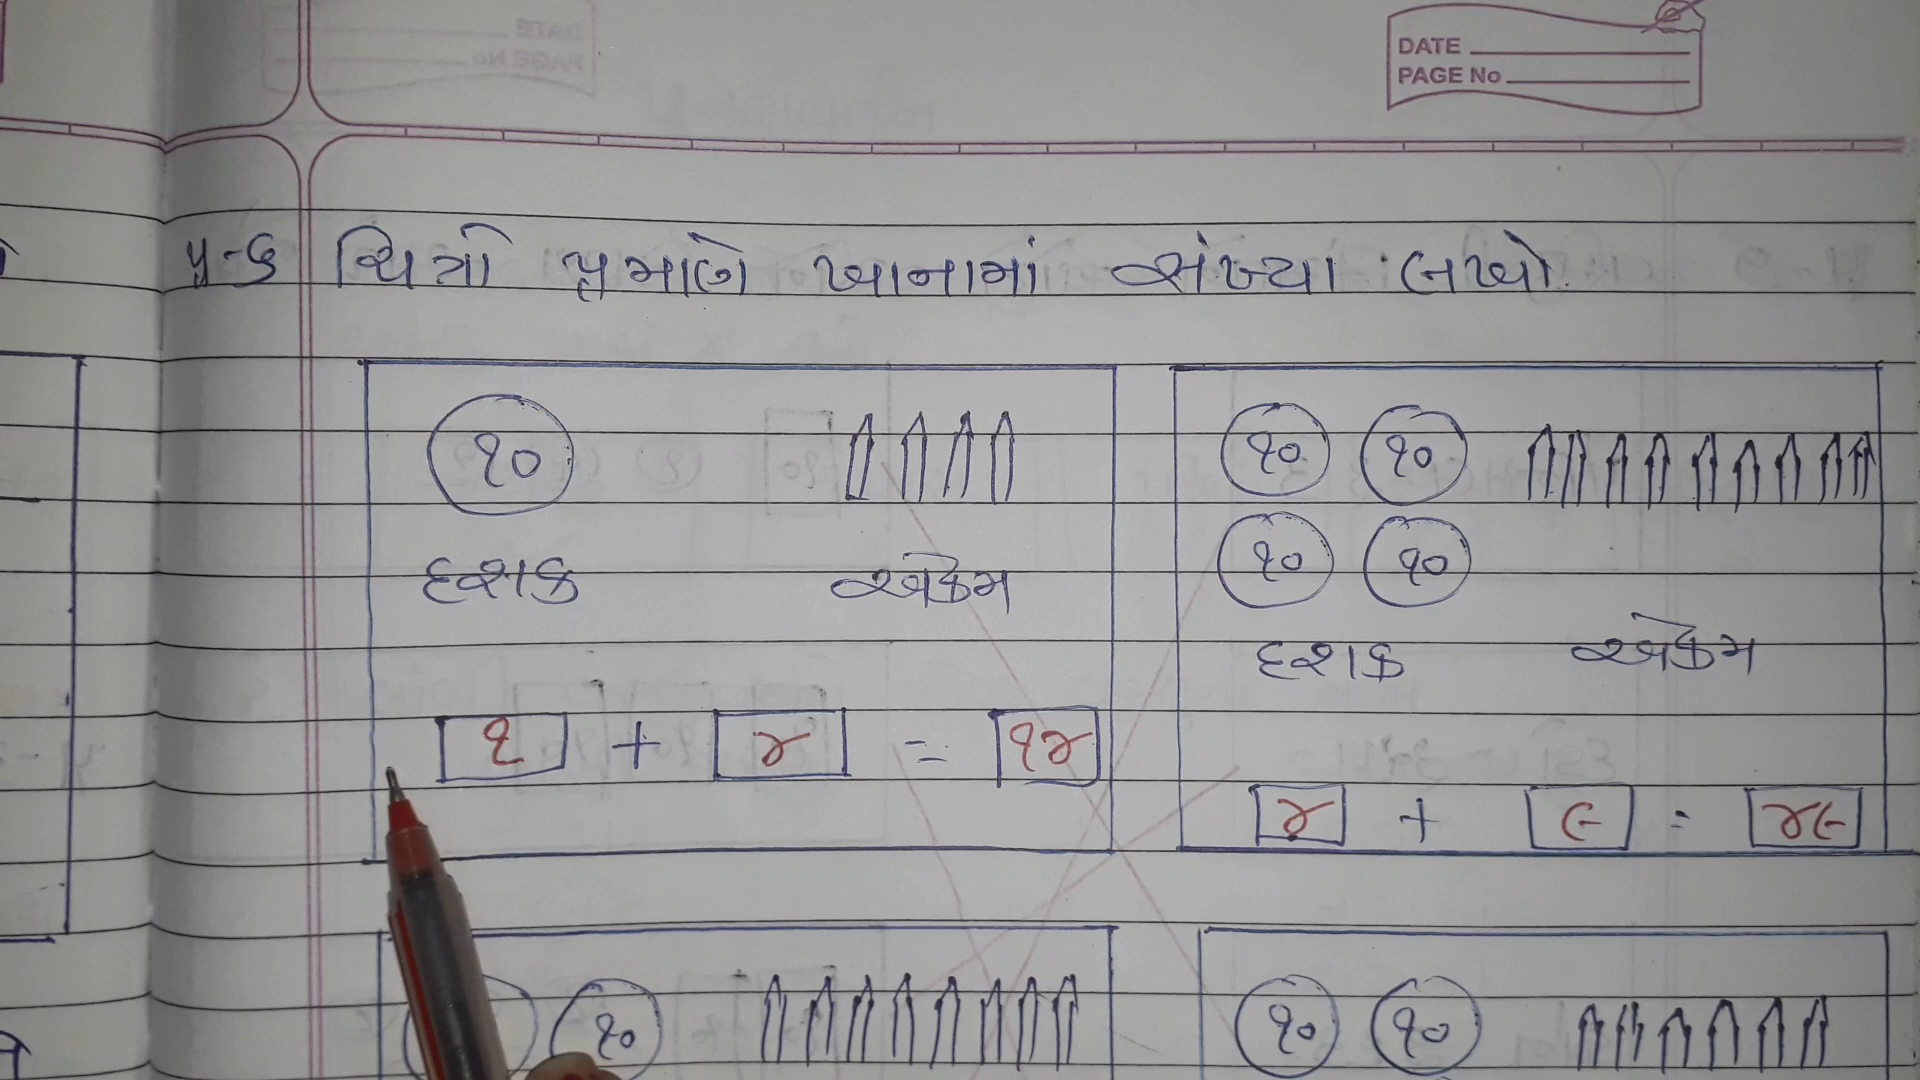 DATE
PAGE No
પ્ર-૬ ચિત્રો પ્રમાણે ખાનામાં સંખ્યા લખો.
૧૦
દશક એકમ
૧ + ૪ = ૧૪
૧૦ ૧૦
૧૦ ૧૦
દશક એકમ
૪ + ૯ = ૪૯
૧૦
૧૦ ૧૦